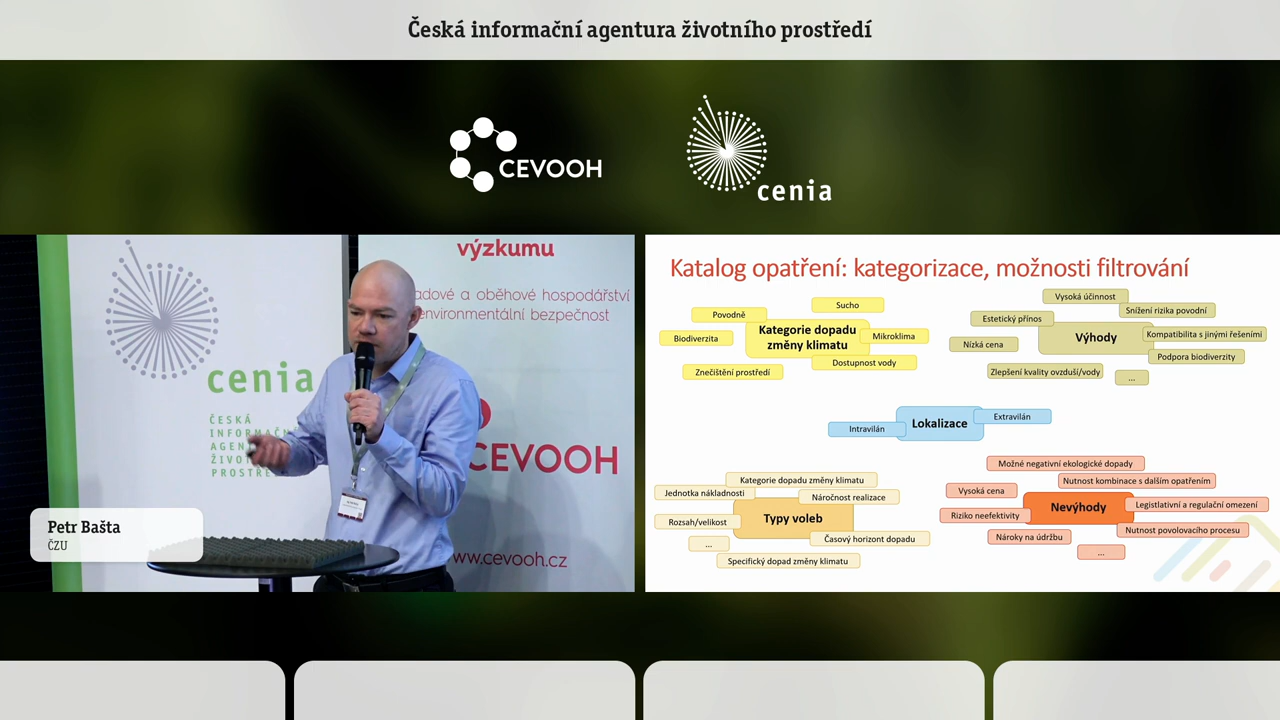 Česká informační agentura životního prostředí
CEVOOH
cenia
výzkumu
adové a oběhové hospodářství
environmentální bezpečnost
cenia
ČESKÁ
INFORMAČN
AGEN
ŽIVOT
PROSTŘE
CEVOOH
www.cevooh.cz
Petr Bašta
ČZU
Katalog opatření: kategorizace, možnosti filtrování
Sucho
Povodně
Kategorie dopadu
změny klimatu
Mikroklima
Biodiverzita
Dostupnost vody
Znečištění prostředí
Vysoká účinnost
Snížení rizika povodní
Estetický přínos
Výhody
Kompatibilita s jinými řešeními
Nízká cena
Podpora biodiverzity
Zlepšení kvality ovzduší/vody
...
Extravilán
Lokalizace
Intravilán
Kategorie dopadu změny klimatu
Jednotka nákladnosti
Náročnost realizace
Typy voleb
Rozsah/velikost
Časový horizont dopadu
...
Specifický dopad změny klimatu
Možné negativní ekologické dopady
Nutnost kombinace s dalším opatřením
Vysoká cena
Legistlativní a regulační omezení
Nevýhody
Riziko neefektivity
Nutnost povolovacího procesu
Nároky na údržbu
...